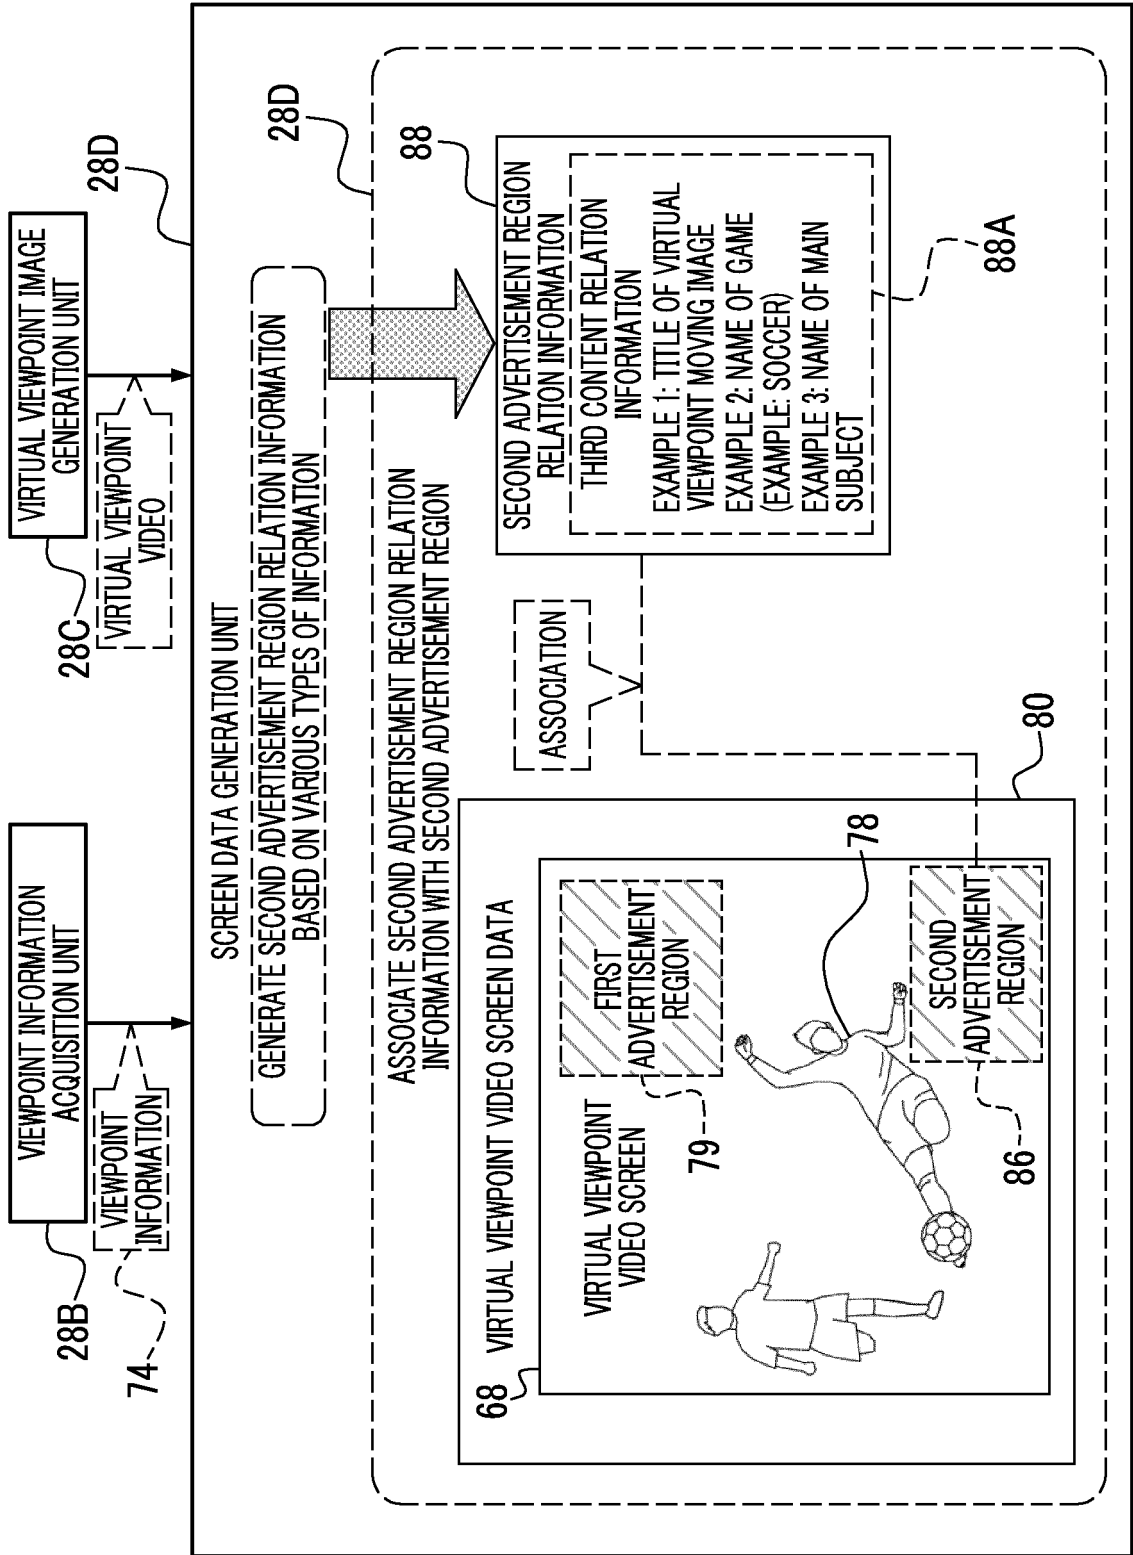 VIEWPOINT INFORMATION
ACQUISITION UNIT
28B
VIEWPOINT
INFORMATION
74
VIRTUAL VIEWPOINT IMAGE
GENERATION UNIT
28C
VIRTUAL VIEWPOINT
VIDEO
28D
SCREEN DATA GENERATION UNIT
GENERATE SECOND ADVERTISEMENT REGION RELATION INFORMATION
BASED ON VARIOUS TYPES OF INFORMATION
28D
ASSOCIATE SECOND ADVERTISEMENT REGION RELATION
INFORMATION WITH SECOND ADVERTISEMENT REGION
VIRTUAL VIEWPOINT VIDEO SCREEN DATA
68
VIRTUAL VIEWPOINT
VIDEO SCREEN
79
FIRST
ADVERTISEMENT
REGION
78
86
SECOND
ADVERTISEMENT
REGION
80
ASSOCIATION
88
SECOND ADVERTISEMENT REGION
RELATION INFORMATION
THIRD CONTENT RELATION
INFORMATION
EXAMPLE 1: TITLE OF VIRTUAL
VIEWPOINT MOVING IMAGE
EXAMPLE 2: NAME OF GAME
(EXAMPLE: SOCCER)
EXAMPLE 3: NAME OF MAIN
SUBJECT
88A